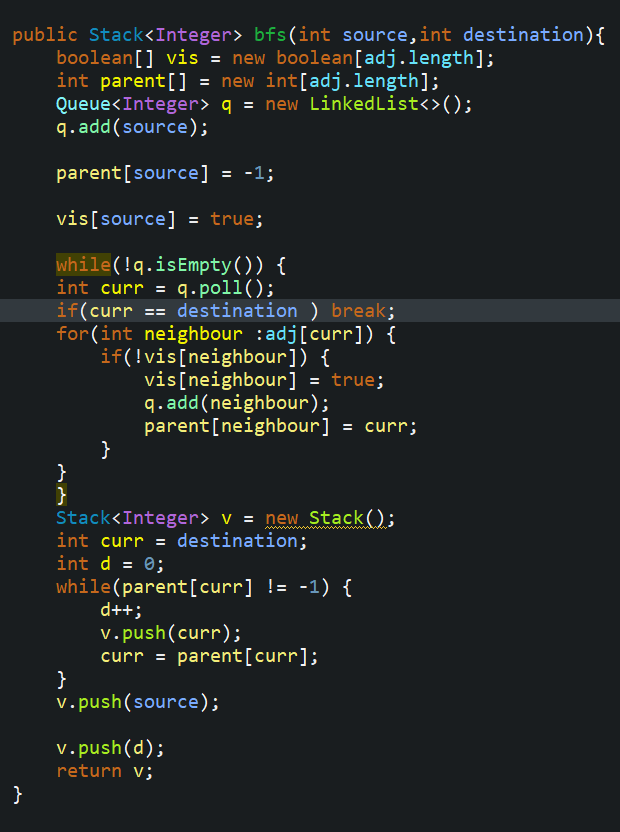 public Stack<Integer> bfs(int source,int destination){
    boolean[] vis = new boolean[adj.length];
    int parent[] = new int[adj.length];
    Queue<Integer> q = new LinkedList<>();
    q.add(source);

    parent[source] = -1;

    vis[source] = true;

    while(!q.isEmpty()) {
    int curr = q.poll();
    if(curr == destination ) break;
    for(int neighbour :adj[curr]) {
        if(!vis[neighbour]) {
            vis[neighbour] = true;
            q.add(neighbour);
            parent[neighbour] = curr;
        }
    }
    }
    Stack<Integer> v = new Stack();
    int curr = destination;
    int d = 0;
    while(parent[curr] != -1) {
        d++;
        v.push(curr);
        curr = parent[curr];
    }
    v.push(source);

    v.push(d);
    return v;
}